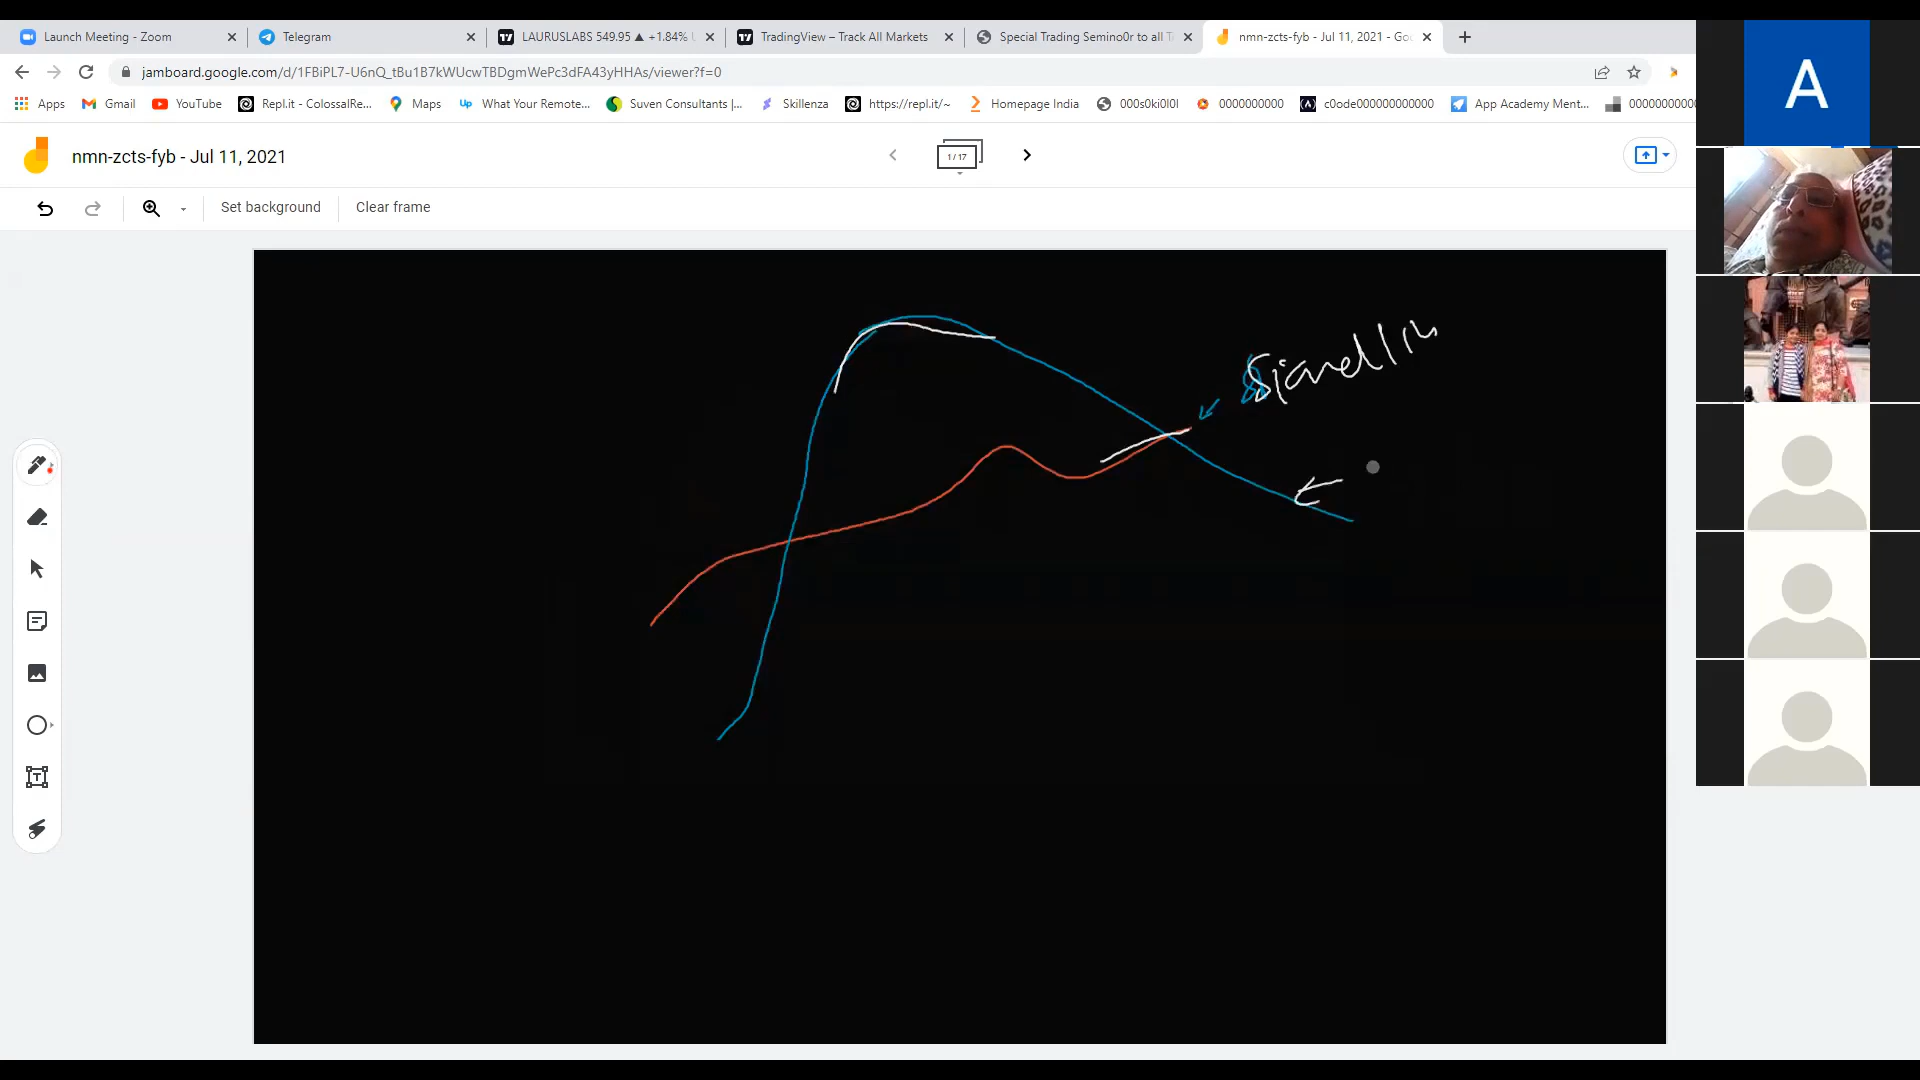 Launch Meeting - Zoom
Telegram
LAURUSLABS 549.95 ▲ +1.84%
TradingView – Track All Markets
Special Trading Semino0r to all T
nmn-zcts-fyb - Jul 11, 2021 - Goo
jamboard.google.com/d/1FBiPL7-U6nQ_tBu1B7kWUcwTBDgmWePc3dFA43yHHAs/viewer?f=0
Apps
Gmail
YouTube
Repl.it - ColossalRe...
Maps
Up What Your Remote...
Suven Consultants |...
Skillenza
https://repl.it/~
Homepage India
000s0ki0l0l
0000000000
c0ode000000000000
App Academy Ment...
0000000000
nmn-zcts-fyb - Jul 11, 2021
1 / 17
Set background
Clear frame
A